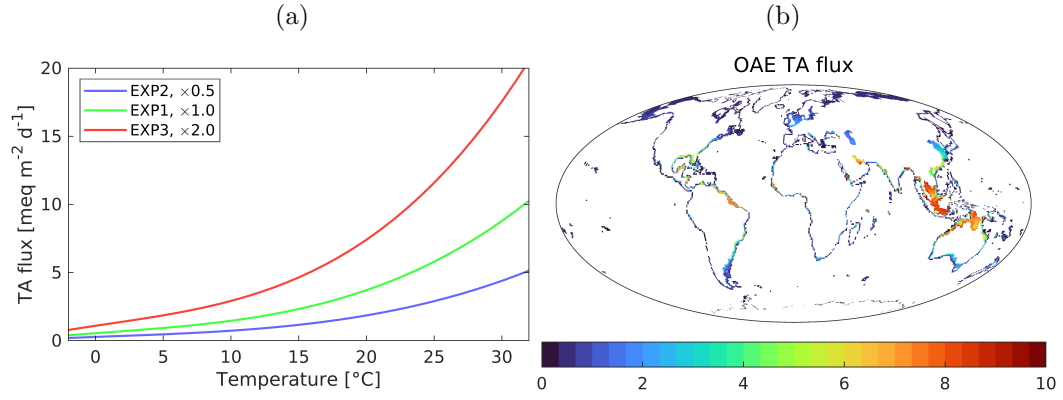 (a)
(b)
TA flux [meq m⁻² d⁻¹]
20
15
10
5
0
EXP2, ×0.5
EXP1, ×1.0
EXP3, ×2.0
0 5 10 15 20 25 30
Temperature [°C]
OAE TA flux
0 2 4 6 8 10